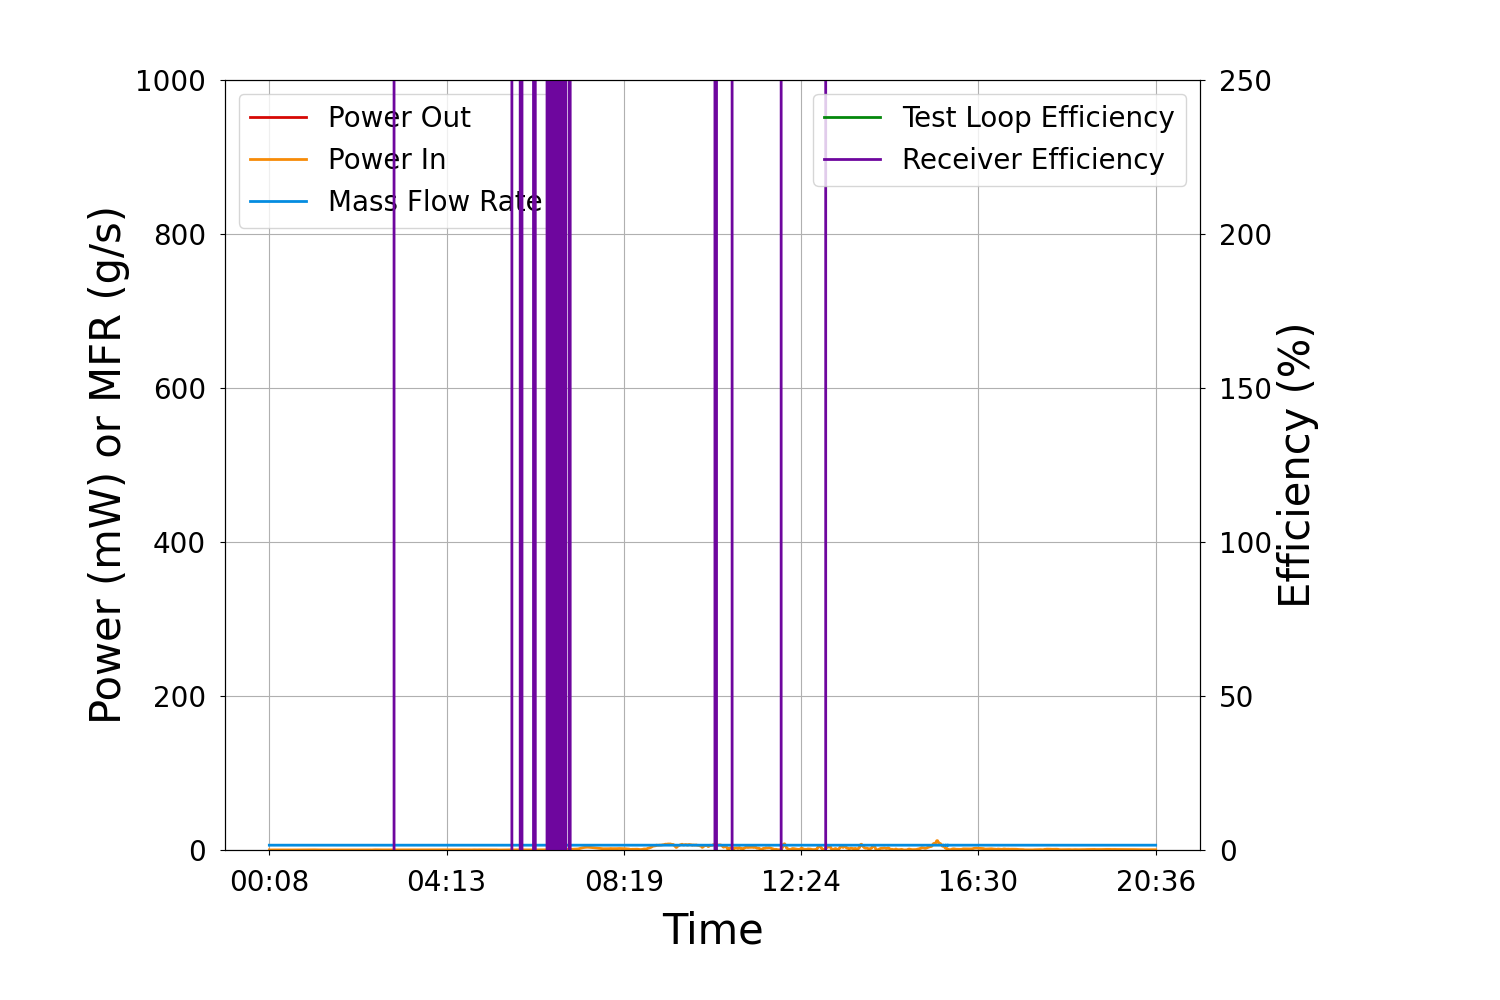 1000
800
600
400
200
0
Power (mW) or MFR (g/s)
Power Out
Power In
Mass Flow Rate
Test Loop Efficiency
Receiver Efficiency
250
200
150
100
50
0
Efficiency (%)
00:08 04:13 08:19 12:24 16:30 20:36
Time